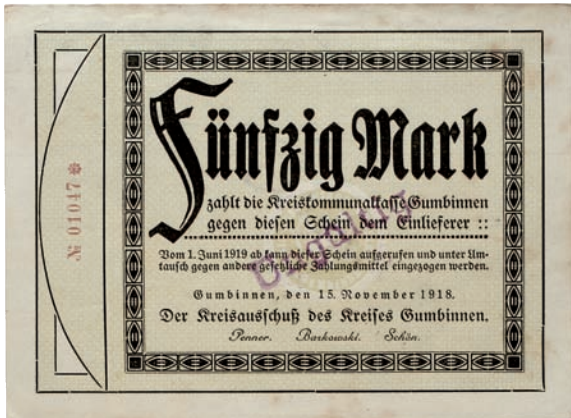 № 01047 *
Fünfzig Mark
zahlt die Kreiskommunalkasse Gumbinnen
gegen diesen Schein dem Einlieferer ::
Vom 1. Juni 1919 ab kann dieser Schein aufgerufen und unter Um-
tausch gegen andere gesetzliche Zahlungsmittel eingezogen werden.
Gumbinnen, den 15. November 1918.
Der Kreisausschuß des Kreises Gumbinnen.
Penner. Barkowski. Schön.